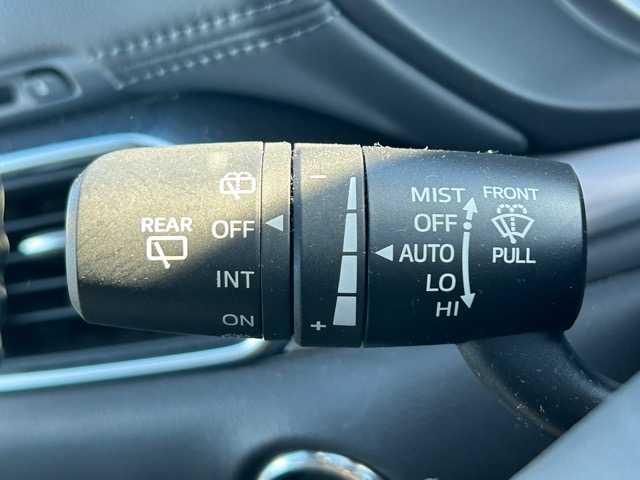 REAR
OFF
INT
ON
−
+
MIST
OFF
AUTO
LO
HI
FRONT
PULL